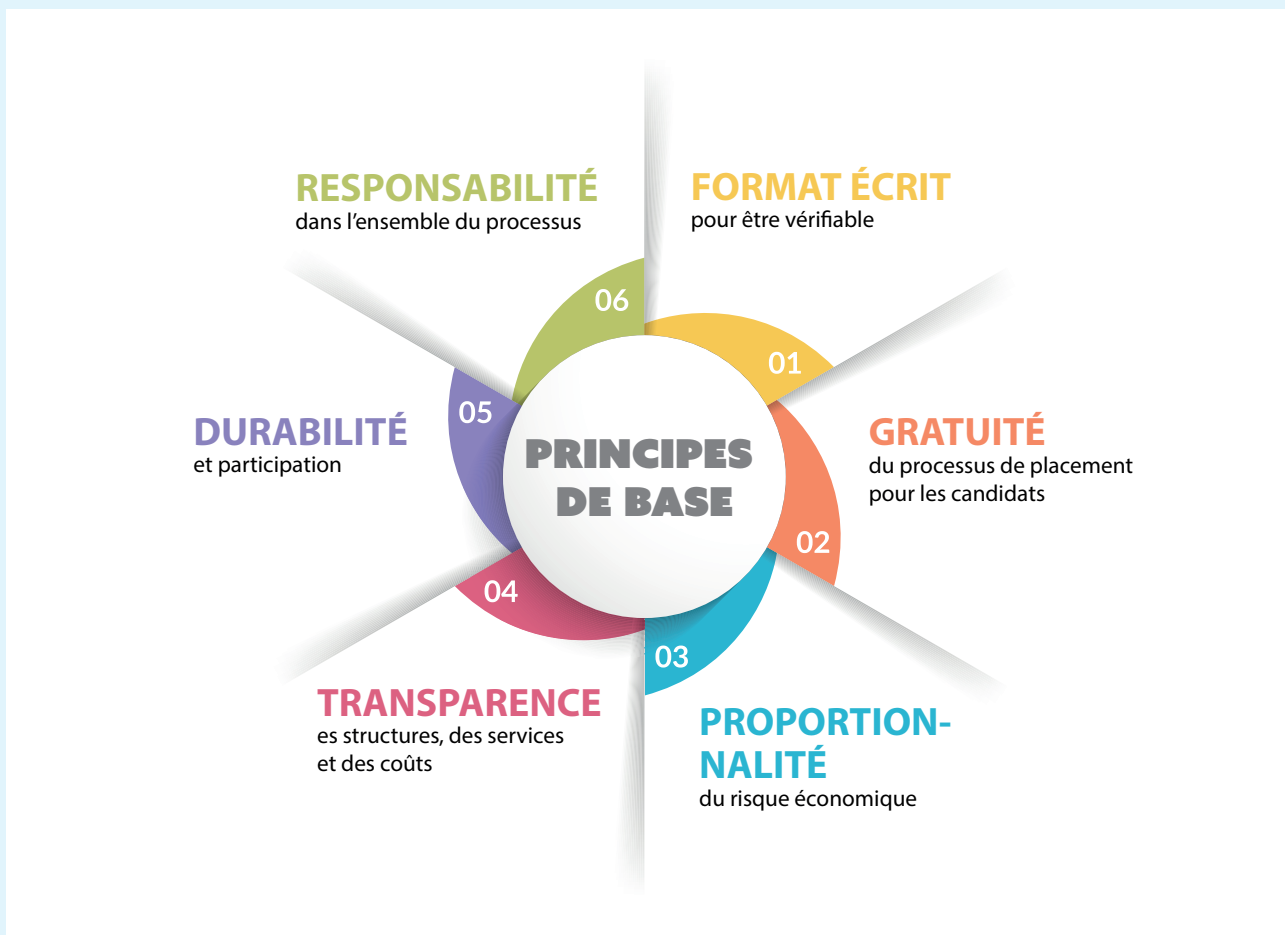 PRINCIPES
DE BASE
01
FORMAT ÉCRIT
pour être vérifiable
02
GRATUITÉ
du processus de placement
pour les candidats
03
PROPORTION-
NALITÉ
du risque économique
04
TRANSPARENCE
es structures, des services
et des coûts
05
DURABILITÉ
et participation
06
RESPONSABILITÉ
dans l'ensemble du processus